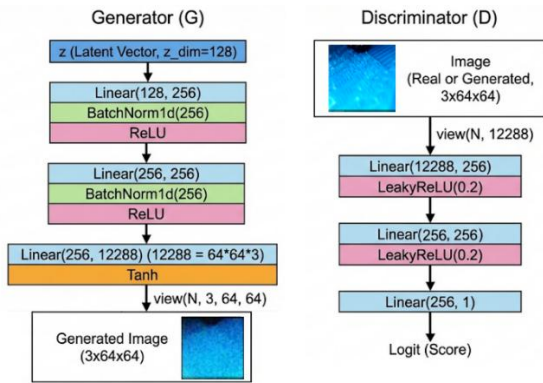 Generator (G)
z (Latent Vector, z_dim=128)
Linear(128, 256)
BatchNorm1d(256)
ReLU
Linear(256, 256)
BatchNorm1d(256)
ReLU
Linear(256, 12288) (12288 = 64*64*3)
Tanh
view(N, 3, 64, 64)
Generated Image
(3x64x64)
Discriminator (D)
Image
(Real or Generated,
3x64x64)
view(N, 12288)
Linear(12288, 256)
LeakyReLU(0.2)
Linear(256, 256)
LeakyReLU(0.2)
Linear(256, 1)
Logit (Score)